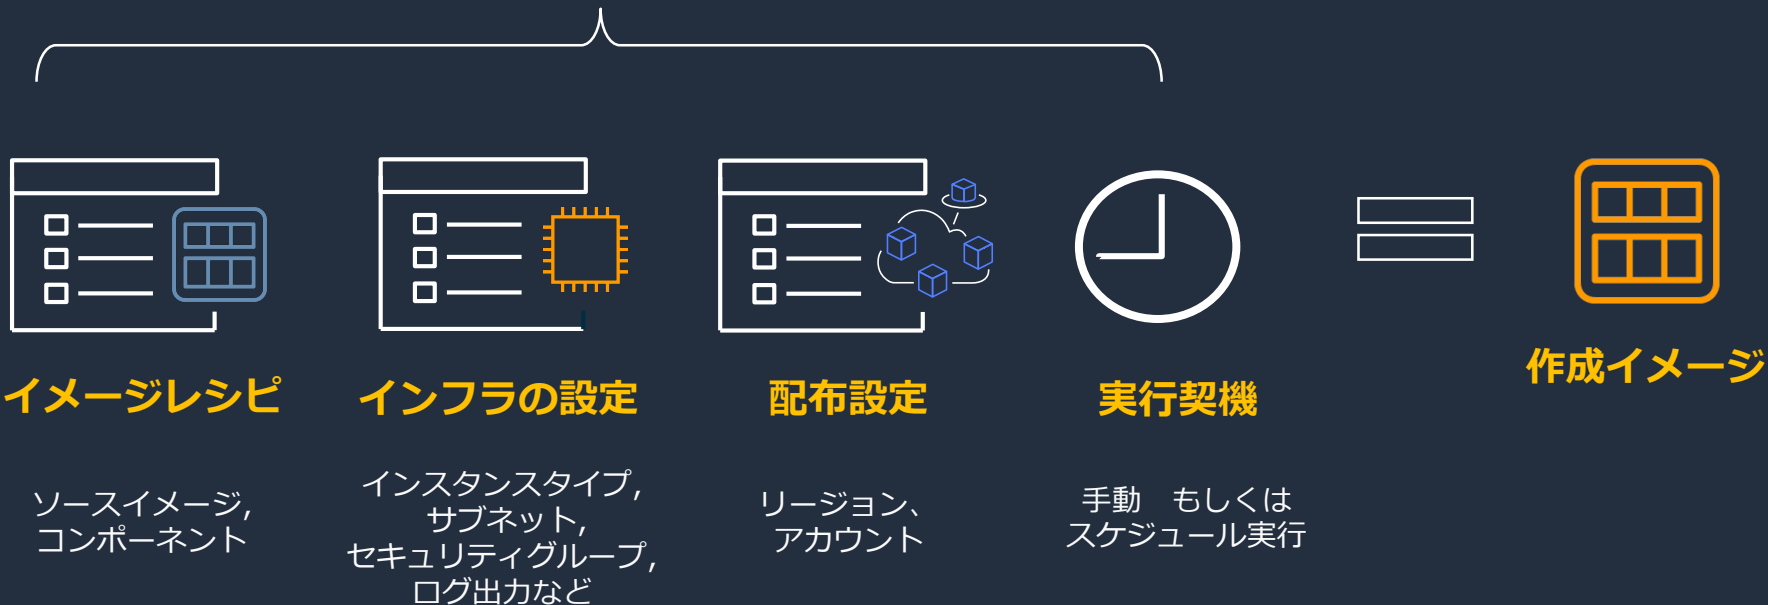 イメージレシピ
ソースイメージ,
コンポーネント
インフラの設定
インスタンスタイプ,
サブネット,
セキュリティグループ,
ログ出力など
配布設定
リージョン、
アカウント
実行契機
手動　もしくは
スケジュール実行
作成イメージ